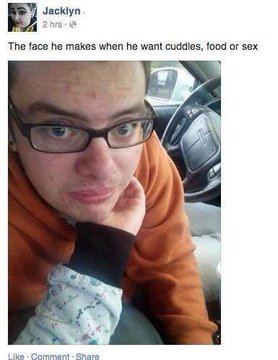 Jacklyn
2 hrs ·
The face he makes when he want cuddles, food or sex
Like · Comment · Share